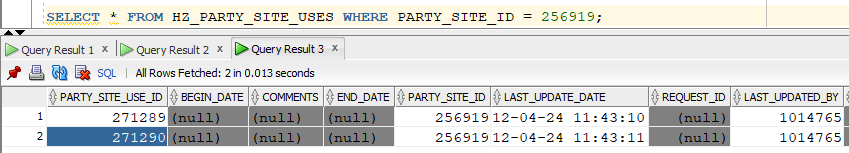 SELECT * FROM HZ_PARTY_SITE_USES WHERE PARTY_SITE_ID = 256919;
Query Result 1 x Query Result 2 x Query Result 3 x
SQL | All Rows Fetched: 2 in 0.013 seconds
PARTY_SITE_USE_ID BEGIN_DATE COMMENTS END_DATE PARTY_SITE_ID LAST_UPDATE_DATE REQUEST_ID LAST_UPDATED_BY
1 271289 (null) (null) (null) 256919 12-04-24 11:43:10 (null) 1014765
2 271290 (null) (null) (null) 256919 12-04-24 11:43:11 (null) 1014765